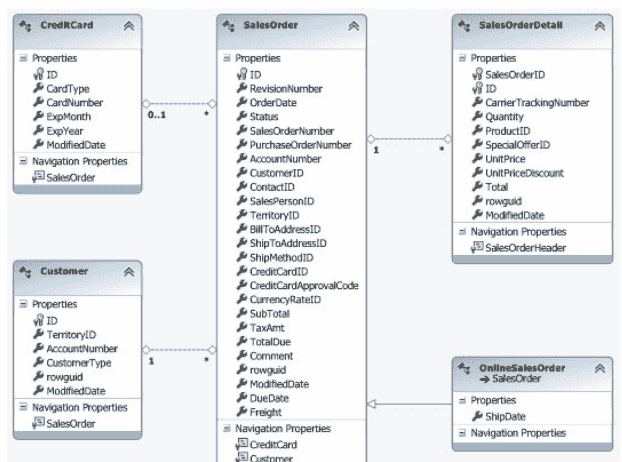 CreditCard
Properties
ID
CardType
CardNumber
ExpMonth
ExpYear
ModifiedDate
Navigation Properties
SalesOrder
0..1
*
SalesOrder
Properties
ID
RevisionNumber
OrderDate
Status
SalesOrderNumber
PurchaseOrderNumber
AccountNumber
CustomerID
ContactID
SalesPersonID
TerritoryID
BillToAddressID
ShipToAddressID
ShipMethodID
CreditCardID
CreditCardApprovalCode
CurrencyRateID
SubTotal
TaxAmt
TotalDue
Comment
rowguid
ModifiedDate
DueDate
Freight
Navigation Properties
CreditCard
Customer
1
*
SalesOrderDetail
Properties
SalesOrderID
ID
CarrierTrackingNumber
Quantity
ProductID
SpecialOfferID
UnitPrice
UnitPriceDiscount
Total
rowguid
ModifiedDate
Navigation Properties
SalesOrderHeader
Customer
Properties
ID
TerritoryID
AccountNumber
CustomerType
rowguid
ModifiedDate
Navigation Properties
SalesOrder
1
*
OnlineSalesOrder
SalesOrder
Properties
ShipDate
Navigation Properties